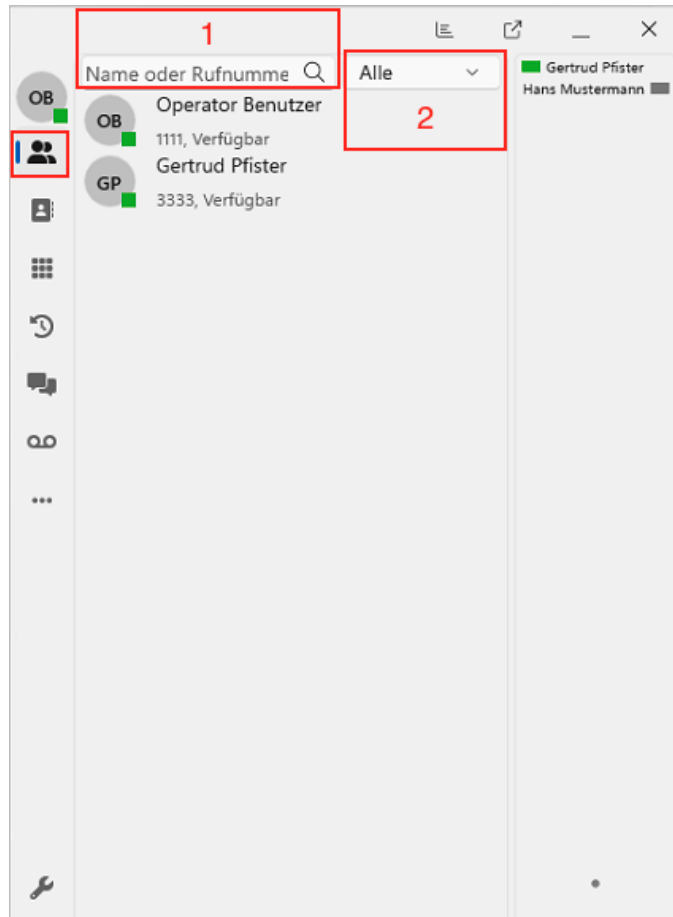 1
Name oder Rufnumme
Alle
2
OB
OB
Operator Benutzer
1111, Verfügbar
GP
Gertrud Pfister
3333, Verfügbar
Gertrud Pfister
Hans Mustermann